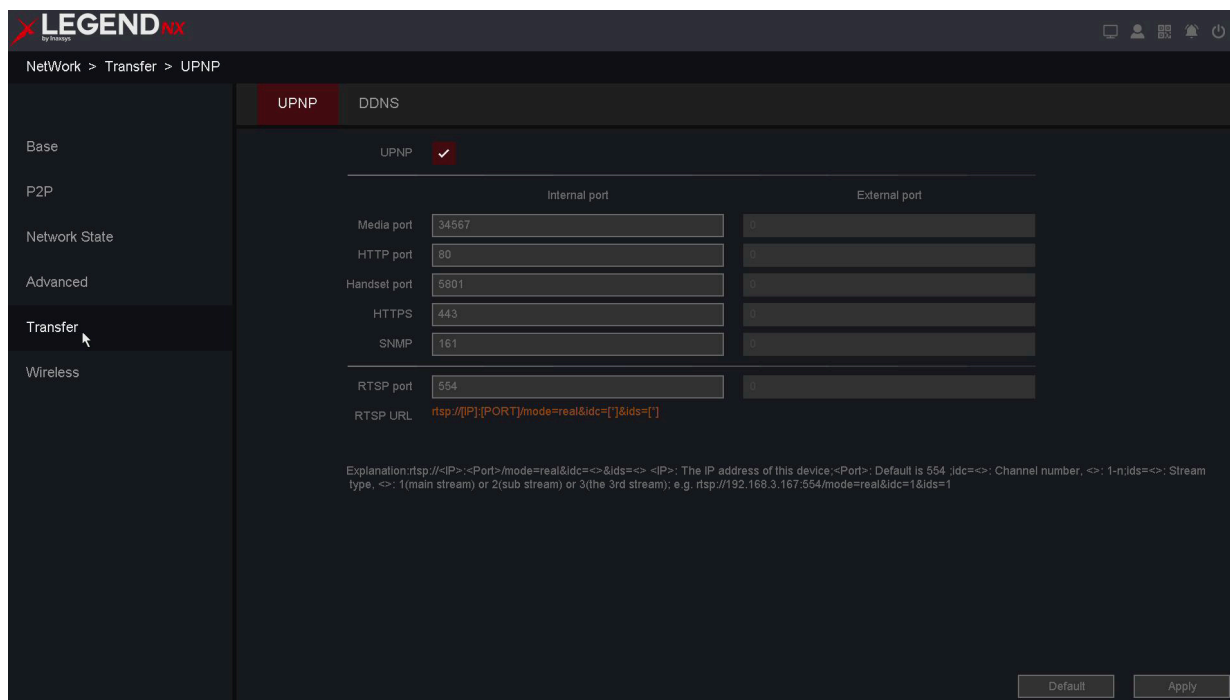 X LEGEND NX
by Inaxsys
NetWork > Transfer > UPNP
UPNP DDNS
Base
P2P
Network State
Advanced
Transfer
Wireless
UPNP
Internal port External port
Media port 34567 0
HTTP port 80 0
Handset port 5801 0
HTTPS 443 0
SNMP 161 0
RTSP port 554 0
RTSP URL rtsp://[IP]:[PORT]/mode=real&idc=[*]&ids=[*]
Explanation:rtsp://<IP>:<Port>/mode=real&idc=<>&ids=<> <IP>: The IP address of this device;<Port>: Default is 554 ;idc=<>: Channel number, <>: 1-n;ids=<>: Stream
type, <>: 1(main stream) or 2(sub stream) or 3(the 3rd stream); e.g. rtsp://192.168.3.167:554/mode=real&idc=1&ids=1
Default Apply